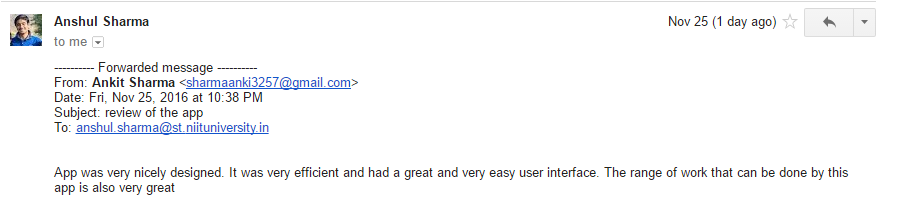 Anshul Sharma
Nov 25 (1 day ago)
to me
---------- Forwarded message ----------
From: Ankit Sharma <sharmaanki3257@gmail.com>
Date: Fri, Nov 25, 2016 at 10:38 PM
Subject: review of the app
To: anshul.sharma@st.niituniversity.in
App was very nicely designed. It was very efficient and had a great and very easy user interface. The range of work that can be done by this
app is also very great